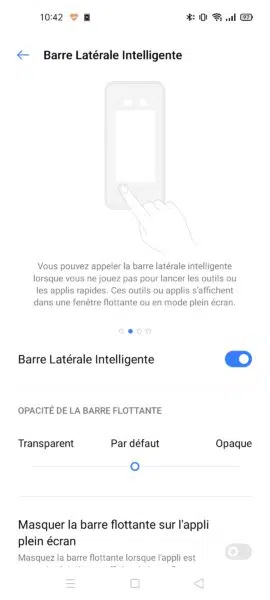 10:42
Barre Latérale Intelligente
Vous pouvez appeler la barre latérale intelligente
lorsque vous ne jouez pas pour lancer les outils ou
les applis rapides. Ces outils ou applis s'affichent
dans une fenêtre flottante ou en mode plein écran.
Barre Latérale Intelligente
OPACITÉ DE LA BARRE FLOTTANTE
Transparent Par défaut Opaque
Masquer la barre flottante sur l'appli
plein écran
Masquez la barre flottante lorsque l'appli est